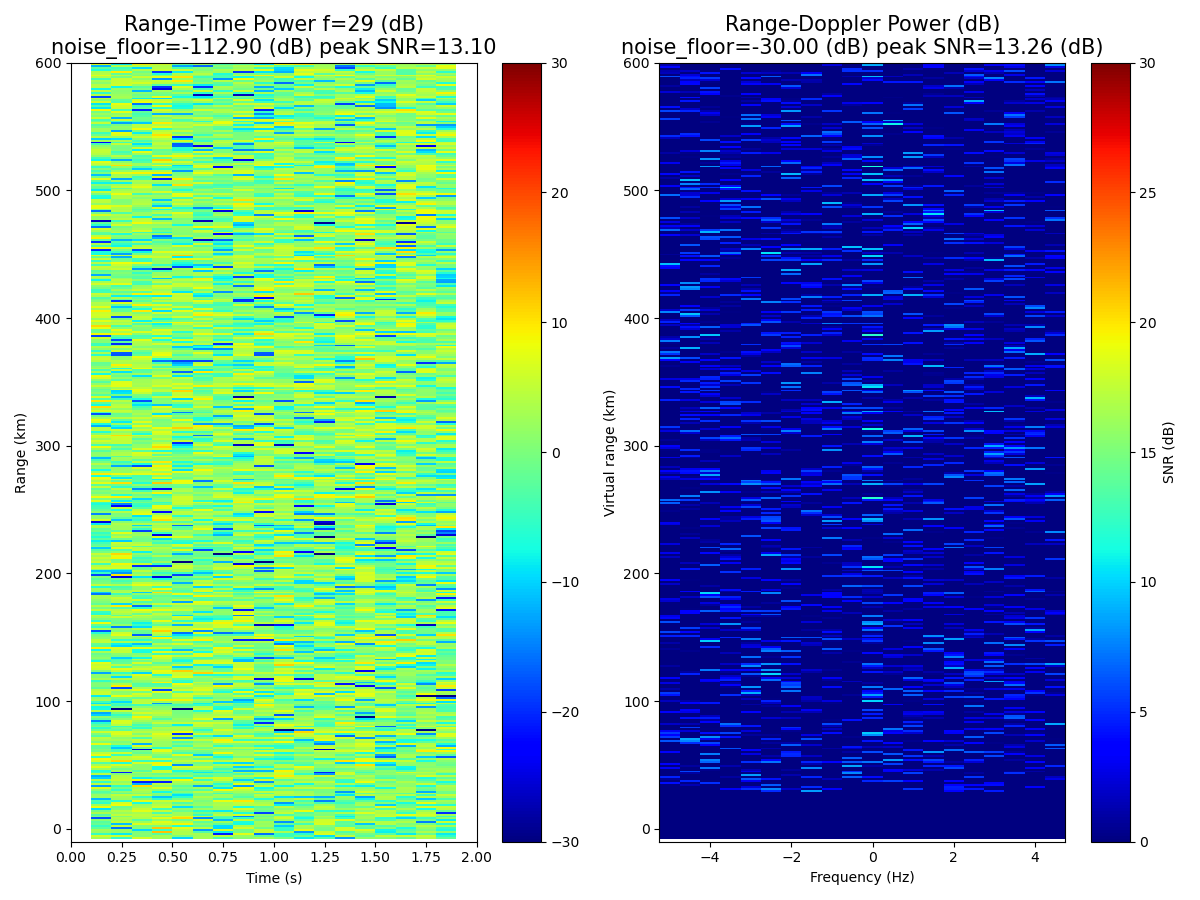 Range-Time Power f=29 (dB)
noise_floor=-112.90 (dB) peak SNR=13.10
Range-Doppler Power (dB)
noise_floor=-30.00 (dB) peak SNR=13.26 (dB)
600
500
400
300
200
100
0
Range (km)
0.00 0.25 0.50 0.75 1.00 1.25 1.50 1.75 2.00
Time (s)
30
20
10
0
−10
−20
−30
600
500
400
300
200
100
0
Virtual range (km)
−4 −2 0 2 4
Frequency (Hz)
30
25
20
15
10
5
0
SNR (dB)